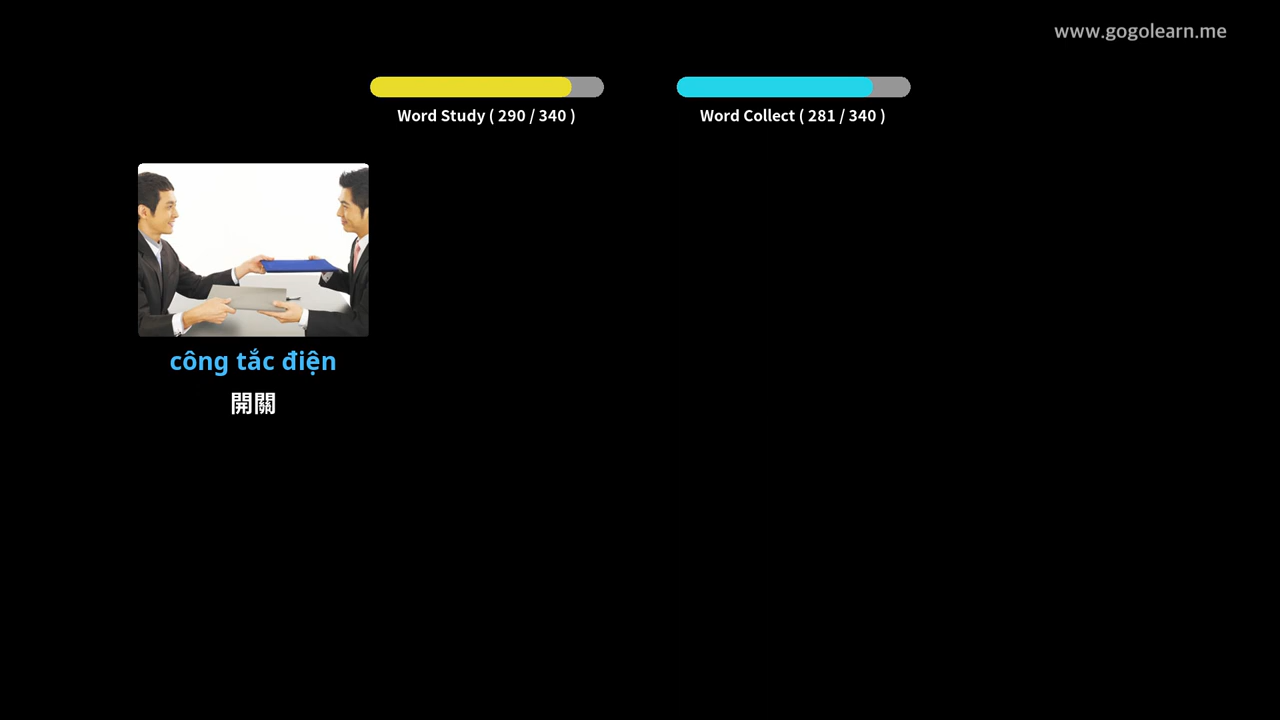 www.gogolearn.me
Word Study ( 290 / 340 )
Word Collect ( 281 / 340 )
công tắc điện
開關